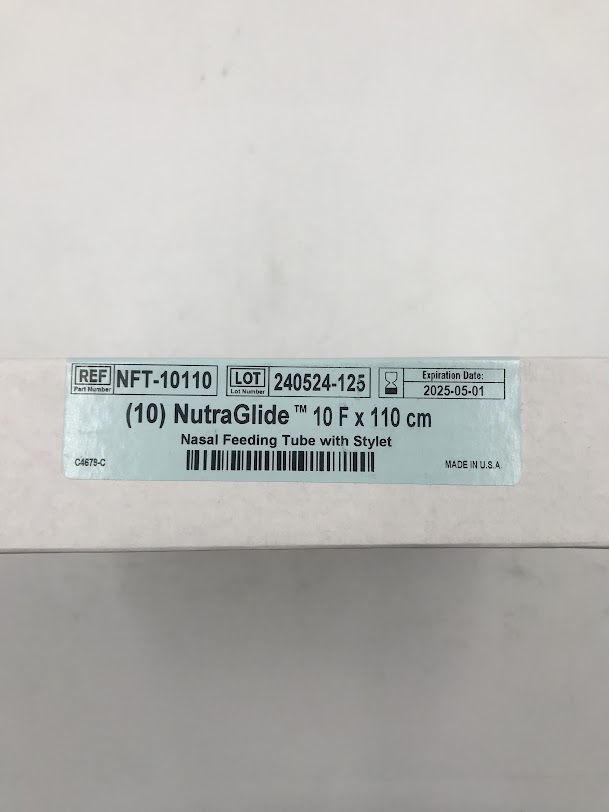 REF NFT-10110 LOT 240524-125 Expiration Date:
Part Number Lot Number 2025-05-01
(10) NutraGlide™ 10 F x 110 cm
Nasal Feeding Tube with Stylet
C4679-C MADE IN U.S.A.